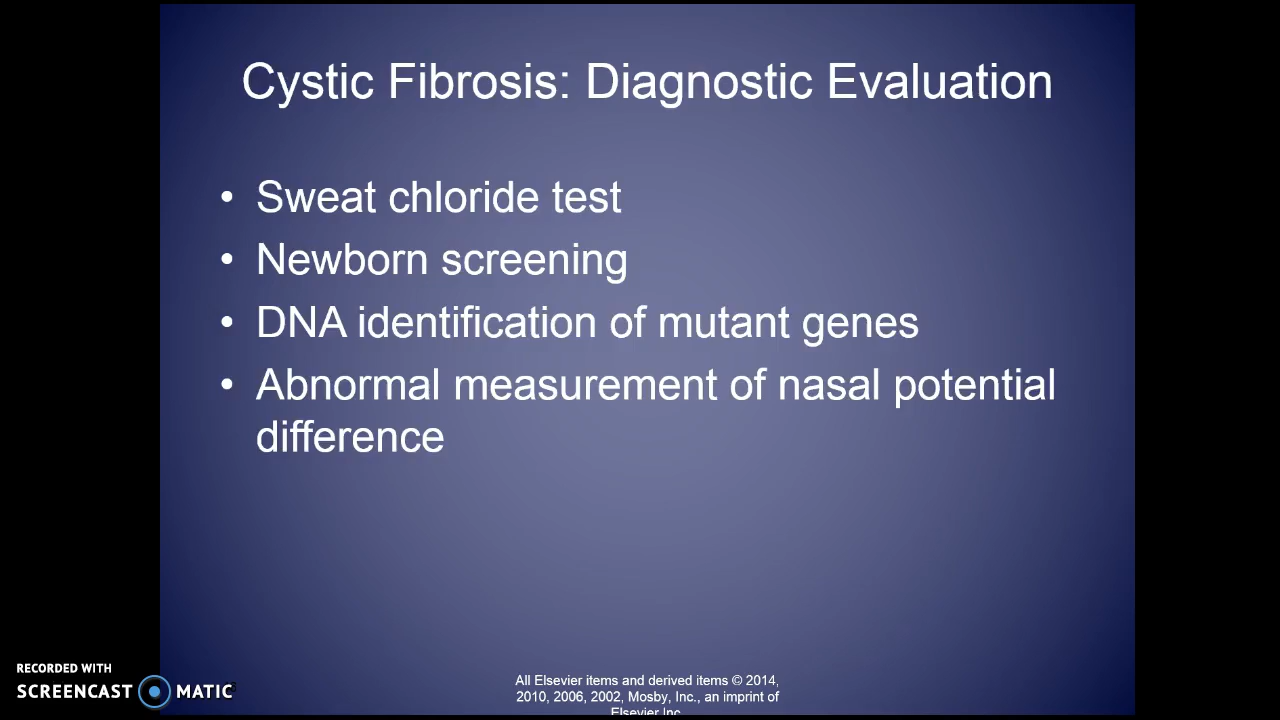 Cystic Fibrosis: Diagnostic Evaluation
• Sweat chloride test
• Newborn screening
• DNA identification of mutant genes
• Abnormal measurement of nasal potential
difference
RECORDED WITH
SCREENCAST MATIC
All Elsevier items and derived items © 2014,
2010, 2006, 2002, Mosby, Inc., an imprint of
Elsevier Inc.